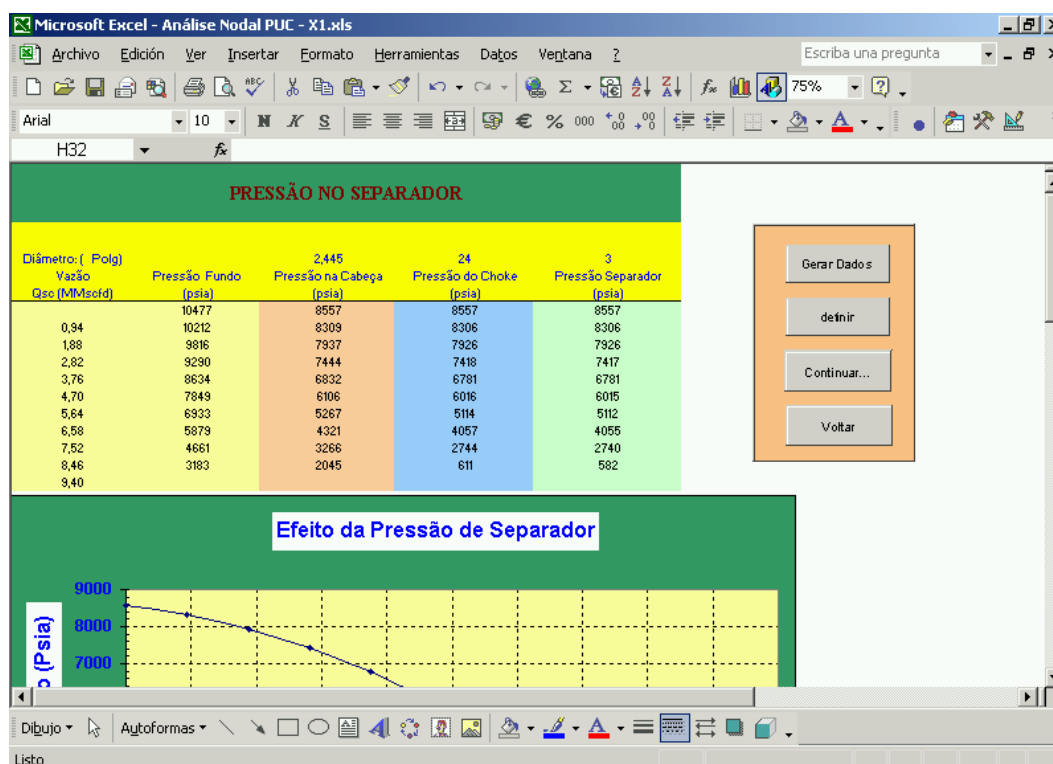 Microsoft Excel - Análise Nodal PUC - X1.xls
Archivo Edición Ver Insertar Formato Herramientas Datos Ventana ? Escriba una pregunta
75%
Arial 10 N K S € % 000
H32 fx
PRESSÃO NO SEPARADOR
Diâmetro: ( Polg) 2,445 24 3
Vazão Pressão Fundo Pressão na Cabeça Pressão do Choke Pressão Separador
Qsc (MMscfd) (psia) (psia) (psia) (psia)
10477 8557 8557 8557
0,94 10212 8309 8306 8306
1,88 9816 7937 7926 7926
2,82 9290 7444 7418 7417
3,76 8634 6832 6781 6781
4,70 7849 6106 6016 6015
5,64 6933 5267 5114 5112
6,58 5879 4321 4057 4055
7,52 4661 3266 2744 2740
8,46 3183 2045 611 582
9,40
Gerar Dados
definir
Continuar...
Voltar
Efeito da Pressão de Separador
9000
8000
7000
(Psia)
Dibujo Autoformas
Listo